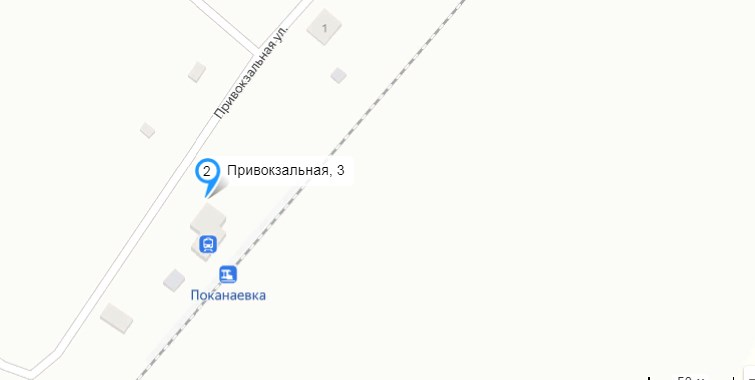 1
Привокзальная ул.
2
Привокзальная, 3
Поканаевка